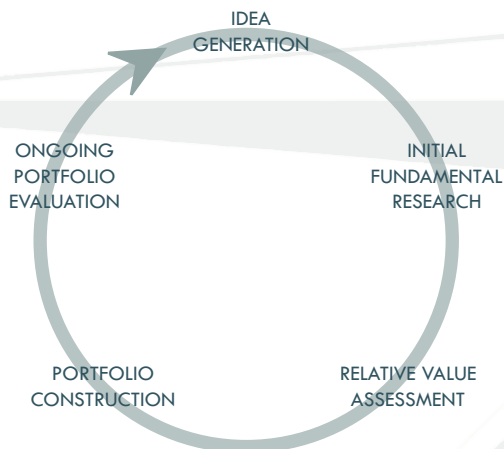 IDEA
GENERATION
INITIAL
FUNDAMENTAL
RESEARCH
RELATIVE VALUE
ASSESSMENT
PORTFOLIO
CONSTRUCTION
ONGOING
PORTFOLIO
EVALUATION